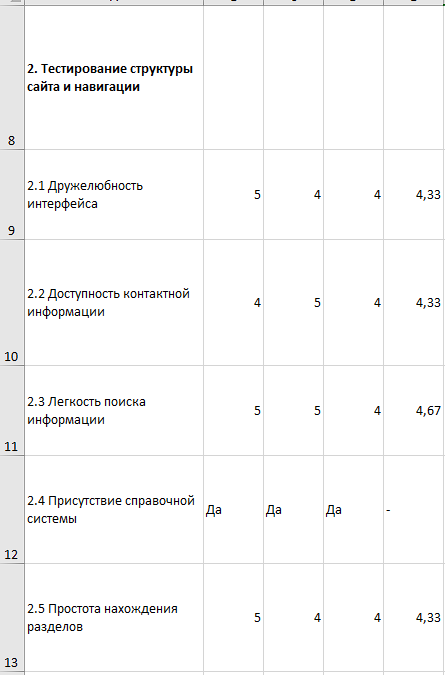 2. Тестирование структуры
сайта и навигации
8
2.1 Дружелюбность
интерфейса
5 4 4 4,33
9
2.2 Доступность контактной
информации
4 5 4 4,33
10
2.3 Легкость поиска
информации
5 5 4 4,67
11
2.4 Присутствие справочной
системы
Да Да Да -
12
2.5 Простота нахождения
разделов
5 4 4 4,33
13